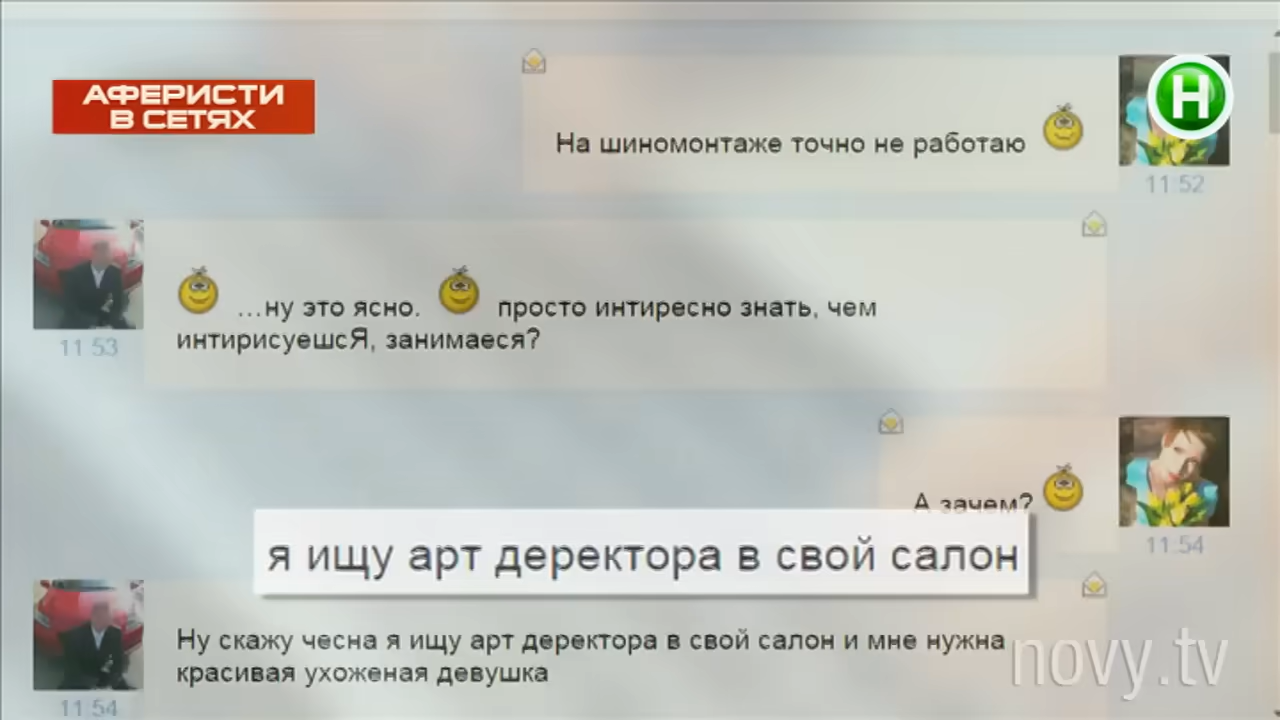 АФЕРИСТИ
В СЕТЯХ
Н
На шиномонтаже точно не работаю
11:52
...ну это ясно. просто интиресно знать, чем
интирисуешсЯ, занимаеся?
11:53
А зачем?
11:54
я ищу арт деректора в свой салон
Ну скажу чесна я ищу арт деректора в свой салон и мне нужна
красивая ухоженая девушка
11:54
novy.tv